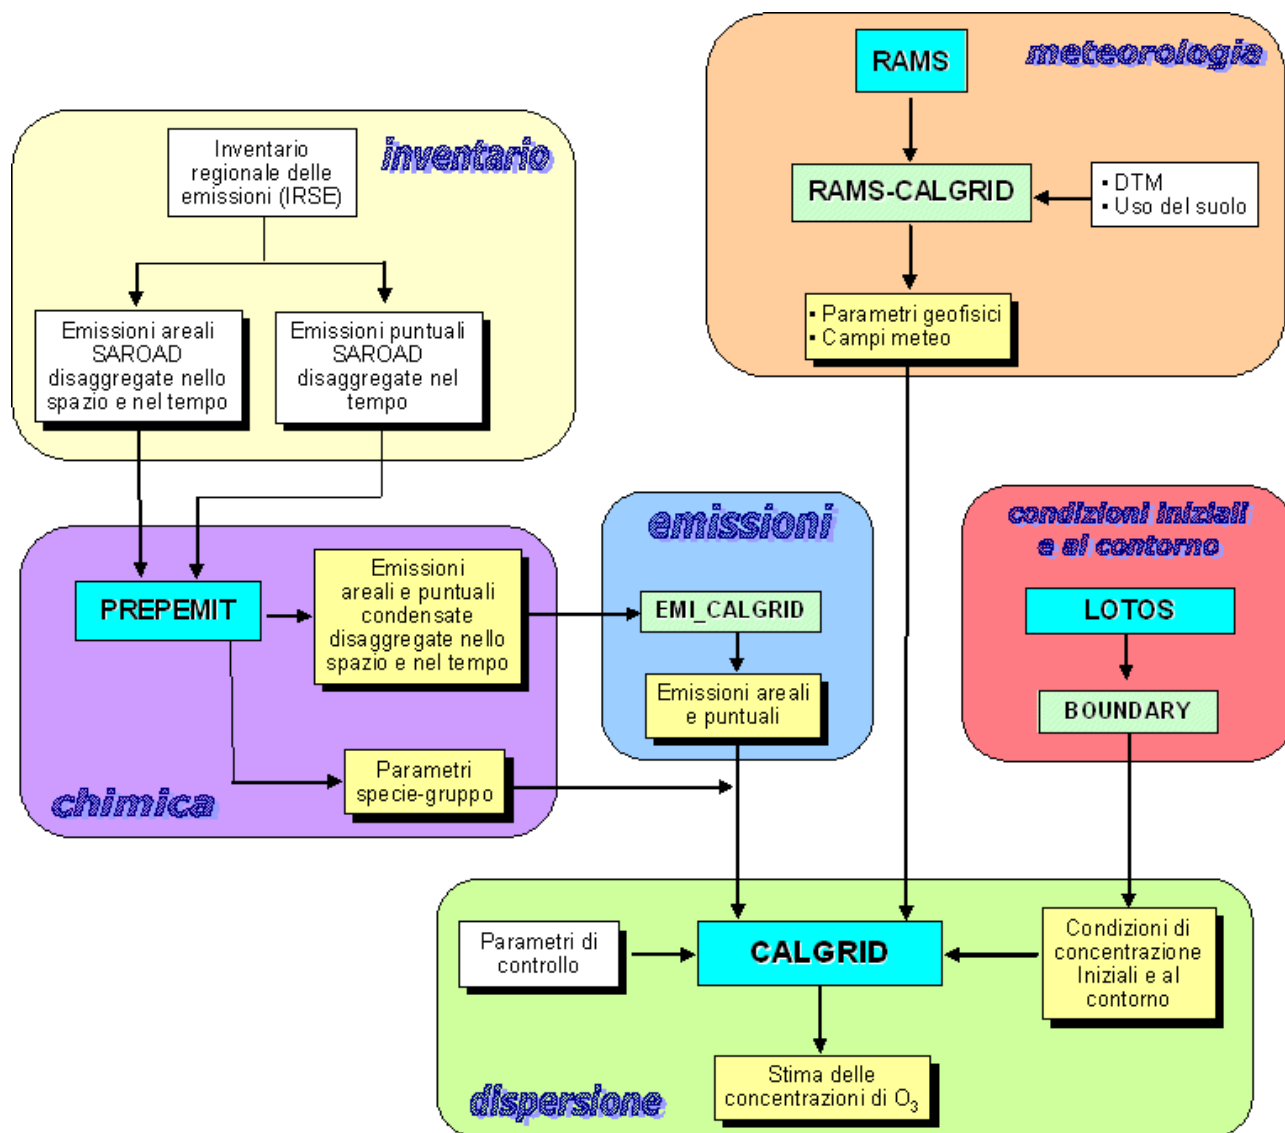 meteorologia
RAMS
RAMS-CALGRID
▪ DTM
▪ Uso del suolo
▪ Parametri geofisici
▪ Campi meteo
inventario
Inventario
regionale delle
emissioni (IRSE)
Emissioni areali
SAROAD
disaggregate nello
spazio e nel tempo
Emissioni puntuali
SAROAD
disaggregate nel
tempo
PREPEMIT
Emissioni
areali e puntuali
condensate
disaggregate nello
spazio e nel tempo
Parametri
specie-gruppo
chimica
emissioni
EMI_CALGRID
Emissioni areali
e puntuali
condizioni iniziali
e al contorno
LOTOS
BOUNDARY
Parametri di
controllo
CALGRID
Condizioni di
concentrazione
Iniziali e al
contorno
Stima delle
concentrazioni di O3
dispersione